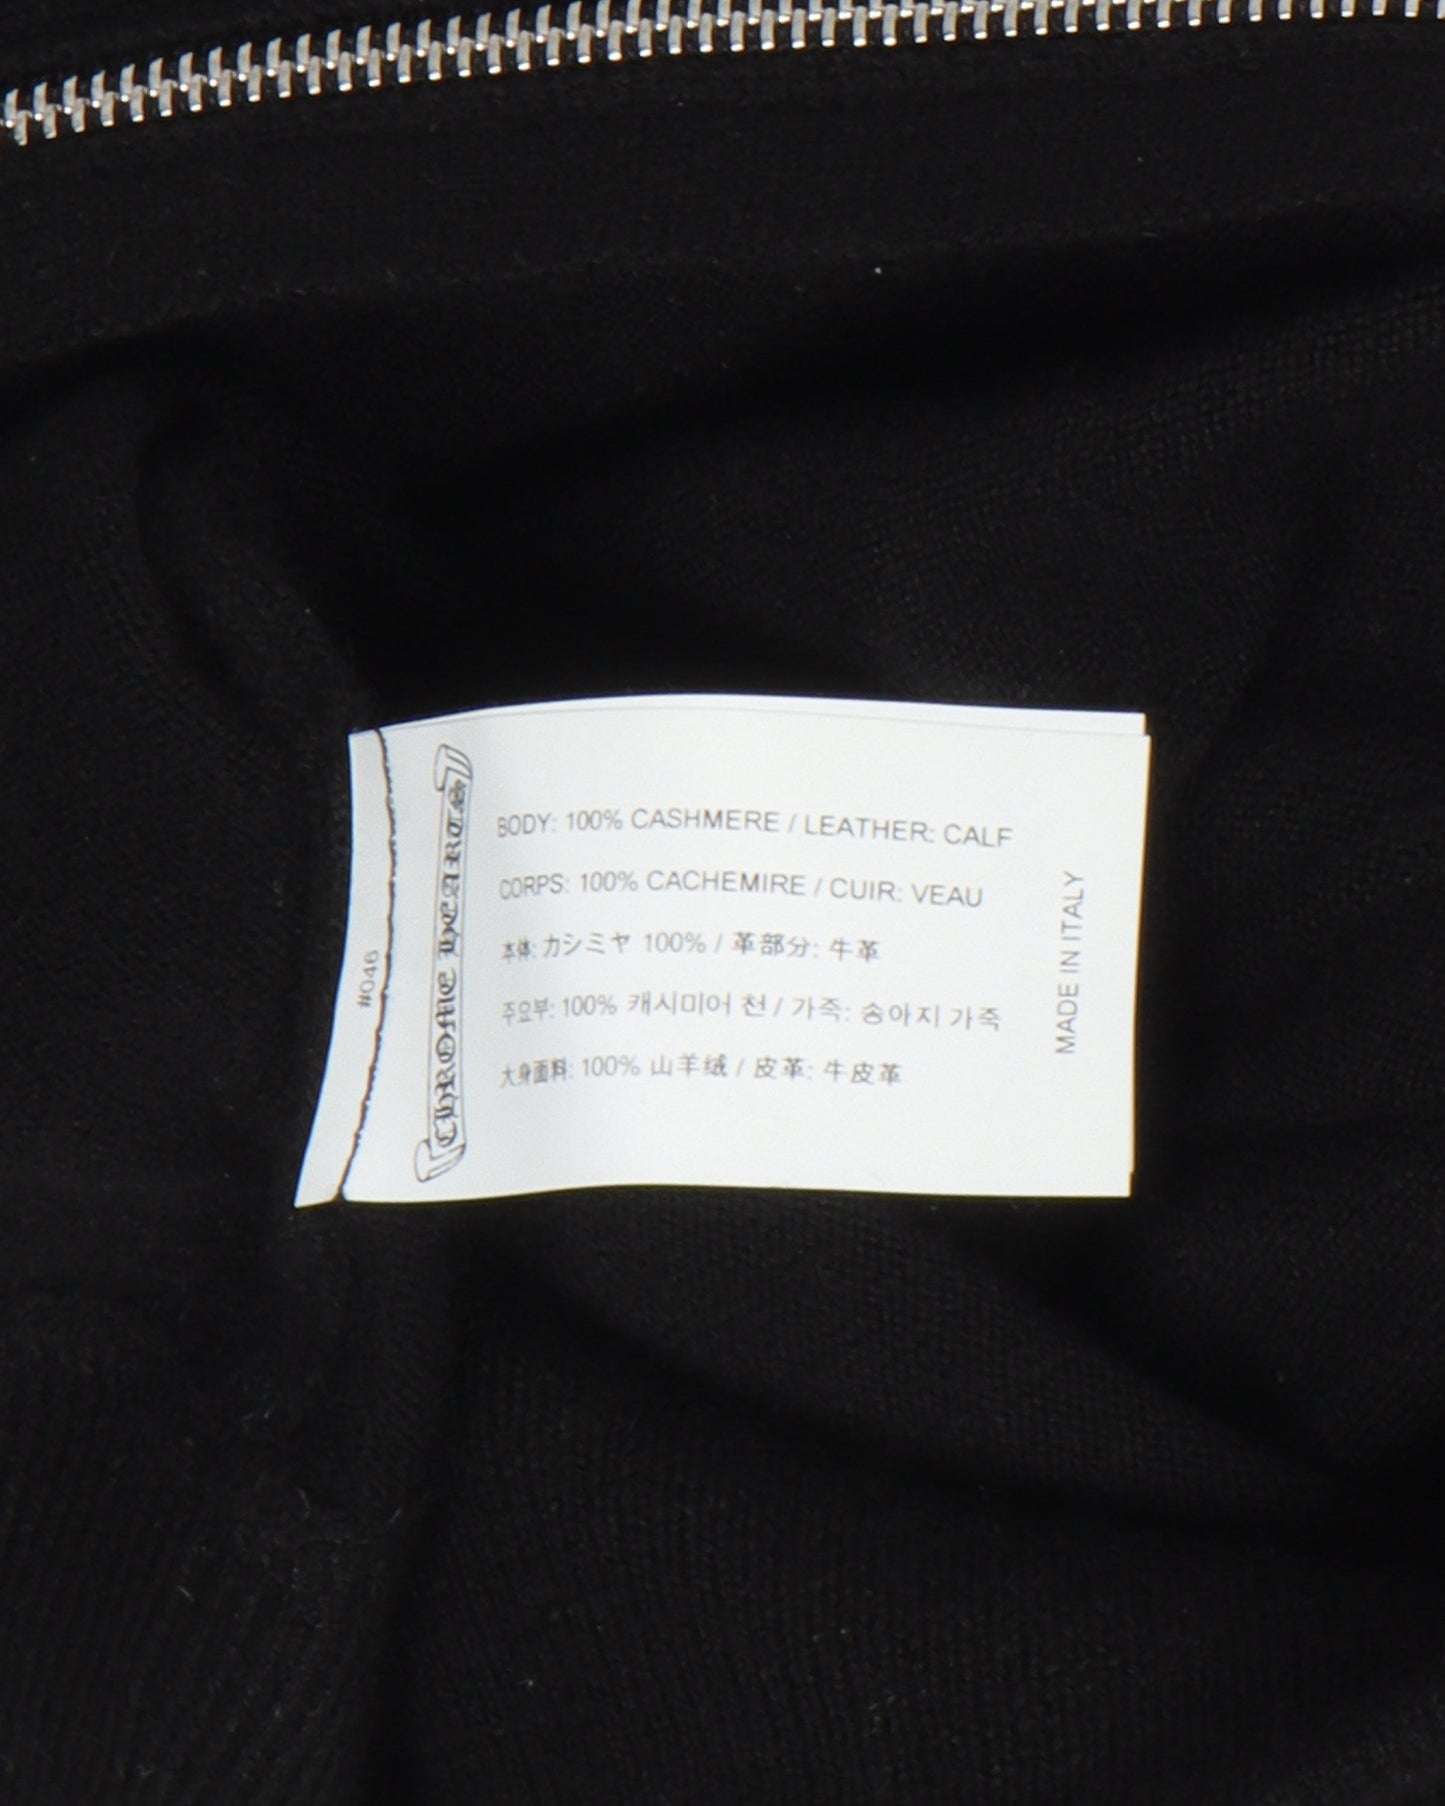 #046
CHROME HEARTS
BODY: 100% CASHMERE / LEATHER: CALF
CORPS: 100% CACHEMIRE / CUIR: VEAU
本体: カシミヤ 100% / 革部分: 牛革
주요부: 100% 캐시미어 천 / 가죽: 송아지 가죽
大身面料: 100% 山羊绒 / 皮革: 牛皮革
MADE IN ITALY